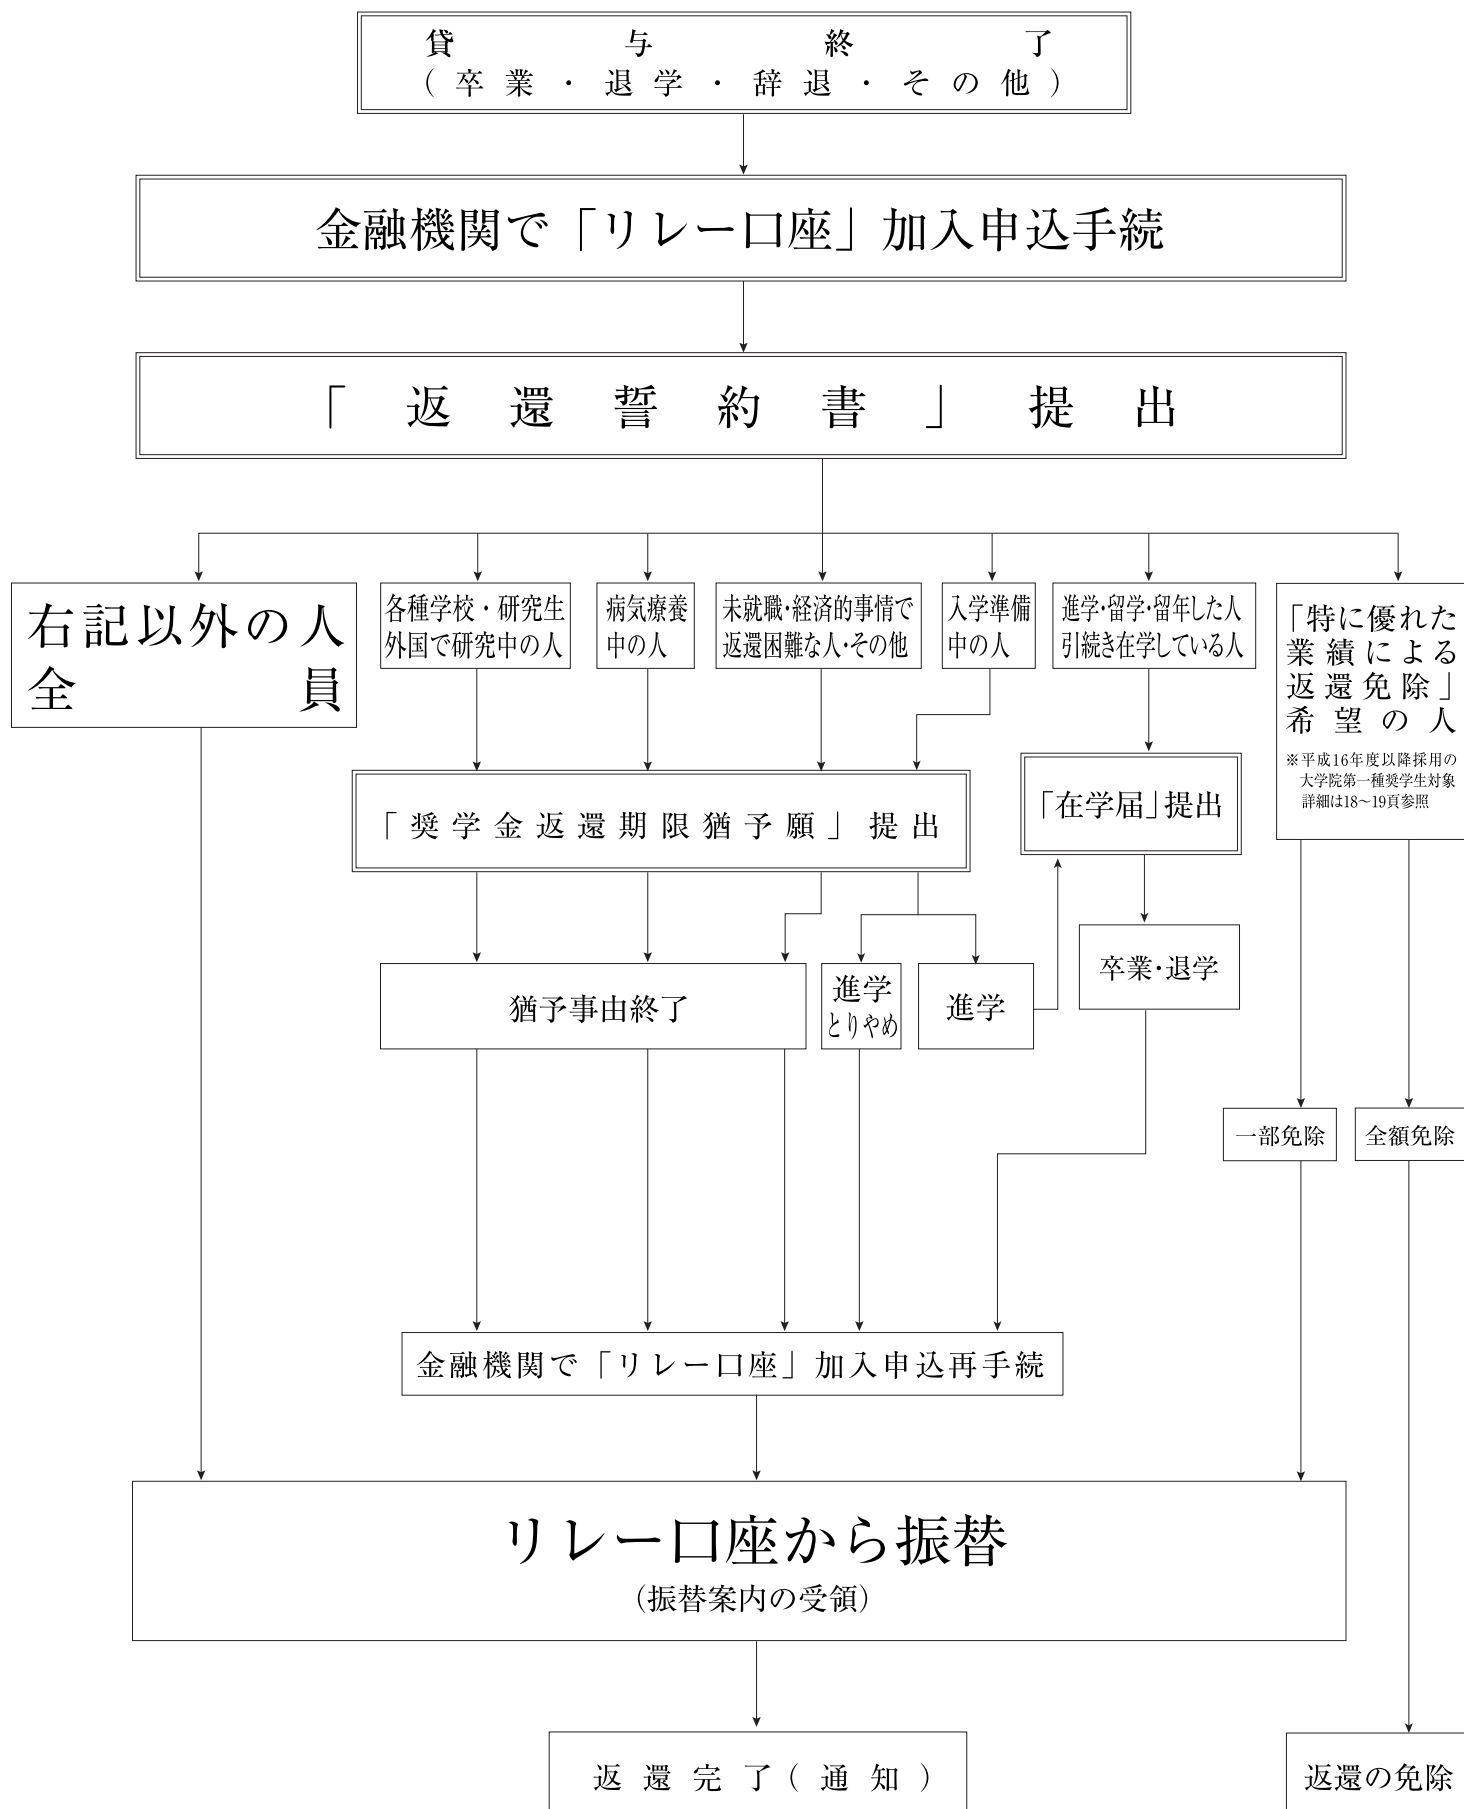 貸与終了
(卒業・退学・辞退・その他)
金融機関で「リレー口座」加入申込手続
「返還誓約書」提出
右記以外の人
全員
各種学校・研究生
外国で研究中の人
病気療養
中の人
未就職・経済的事情で
返還困難な人・その他
入学準備
中の人
進学・留学・留年した人
引続き在学している人
「特に優れた
業績による
返還免除」
希望の人
※平成16年度以降採用の
大学院第一種奨学生対象
詳細は18〜19頁参照
「奨学金返還期限猶予願」提出
「在学届」提出
猶予事由終了
進学
とりやめ
進学
卒業・退学
一部免除
全額免除
金融機関で「リレー口座」加入申込再手続
リレー口座から振替
(振替案内の受領)
返還完了(通知)
返還の免除